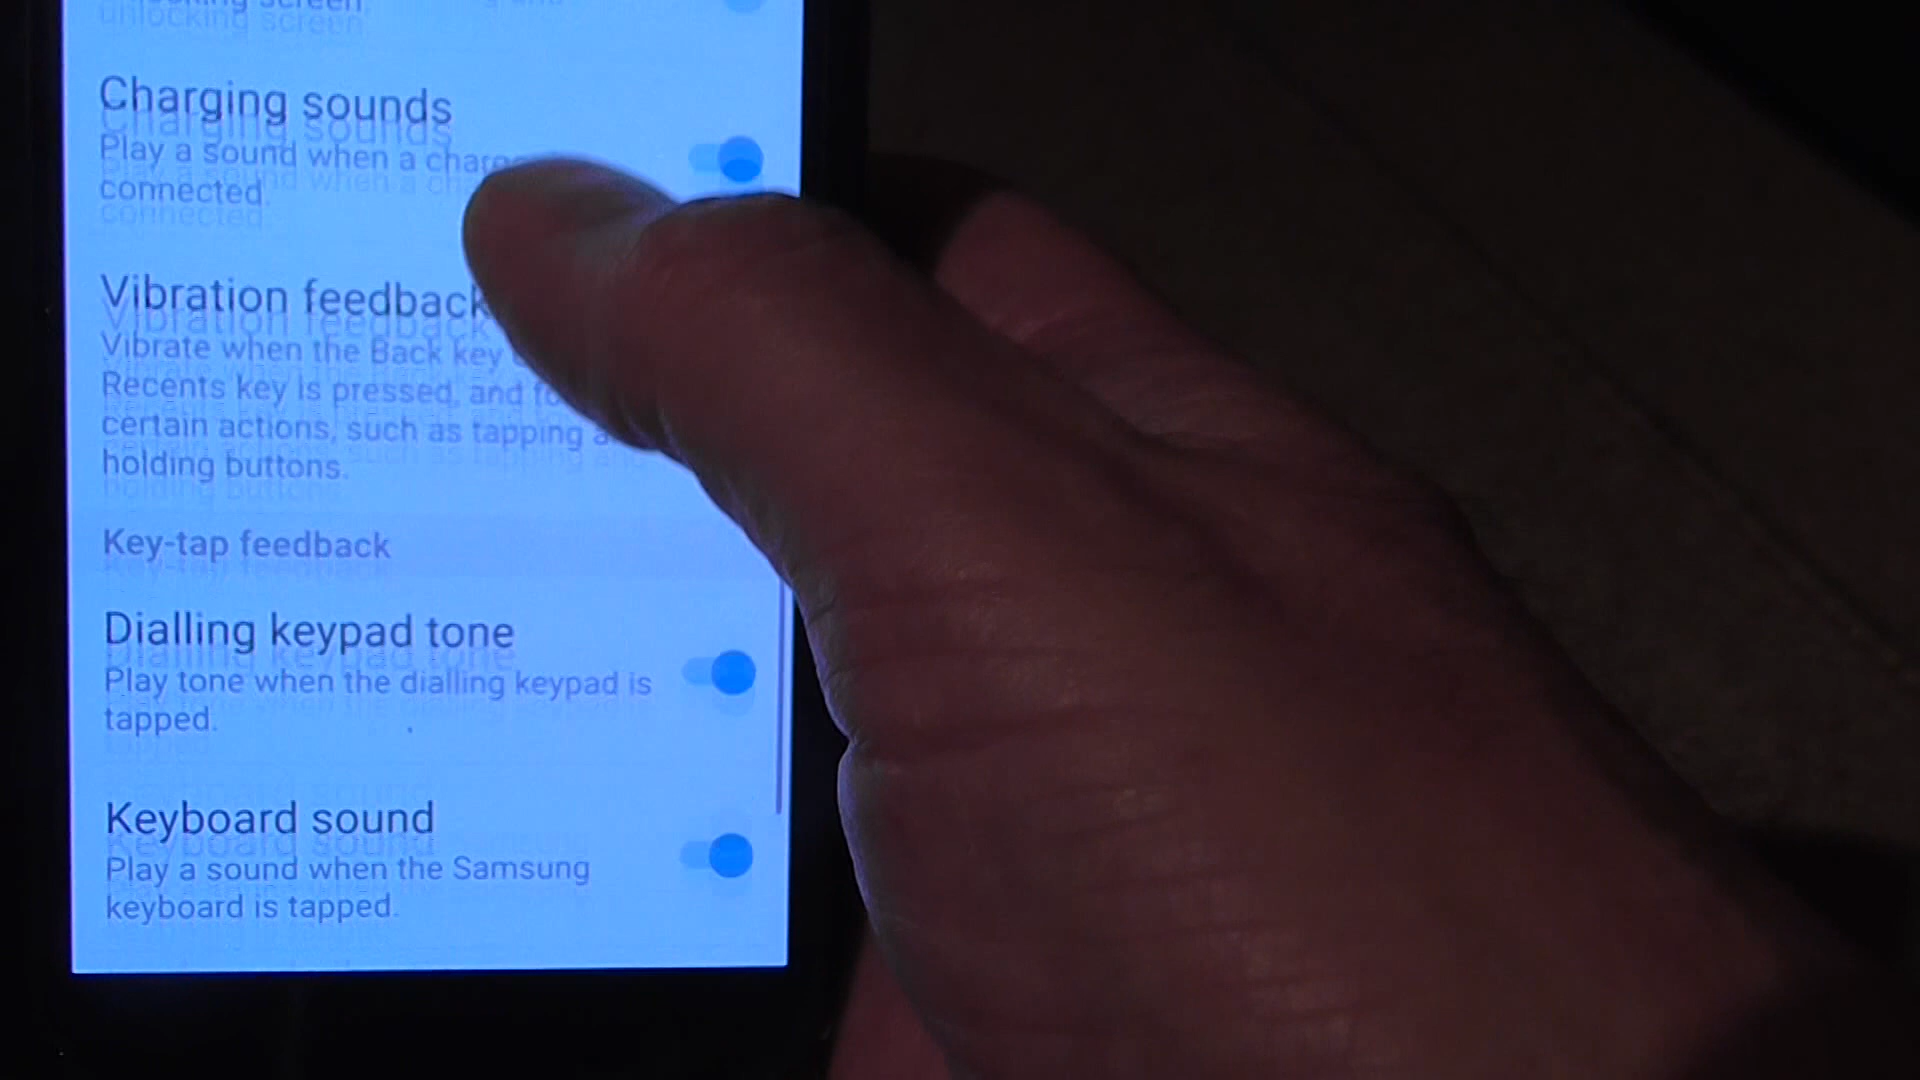 unlocking screen.
Charging sounds
Play a sound when a
connected.
Vibration feedback
Vibrate when the Back key
Recents key is pressed, and
certain actions, such as tapping
holding buttons.
Key-tap feedback
Dialling keypad tone
Play tone when the dialling keypad is
tapped.
Keyboard sound
Play a sound when the Samsung
keyboard is tapped.